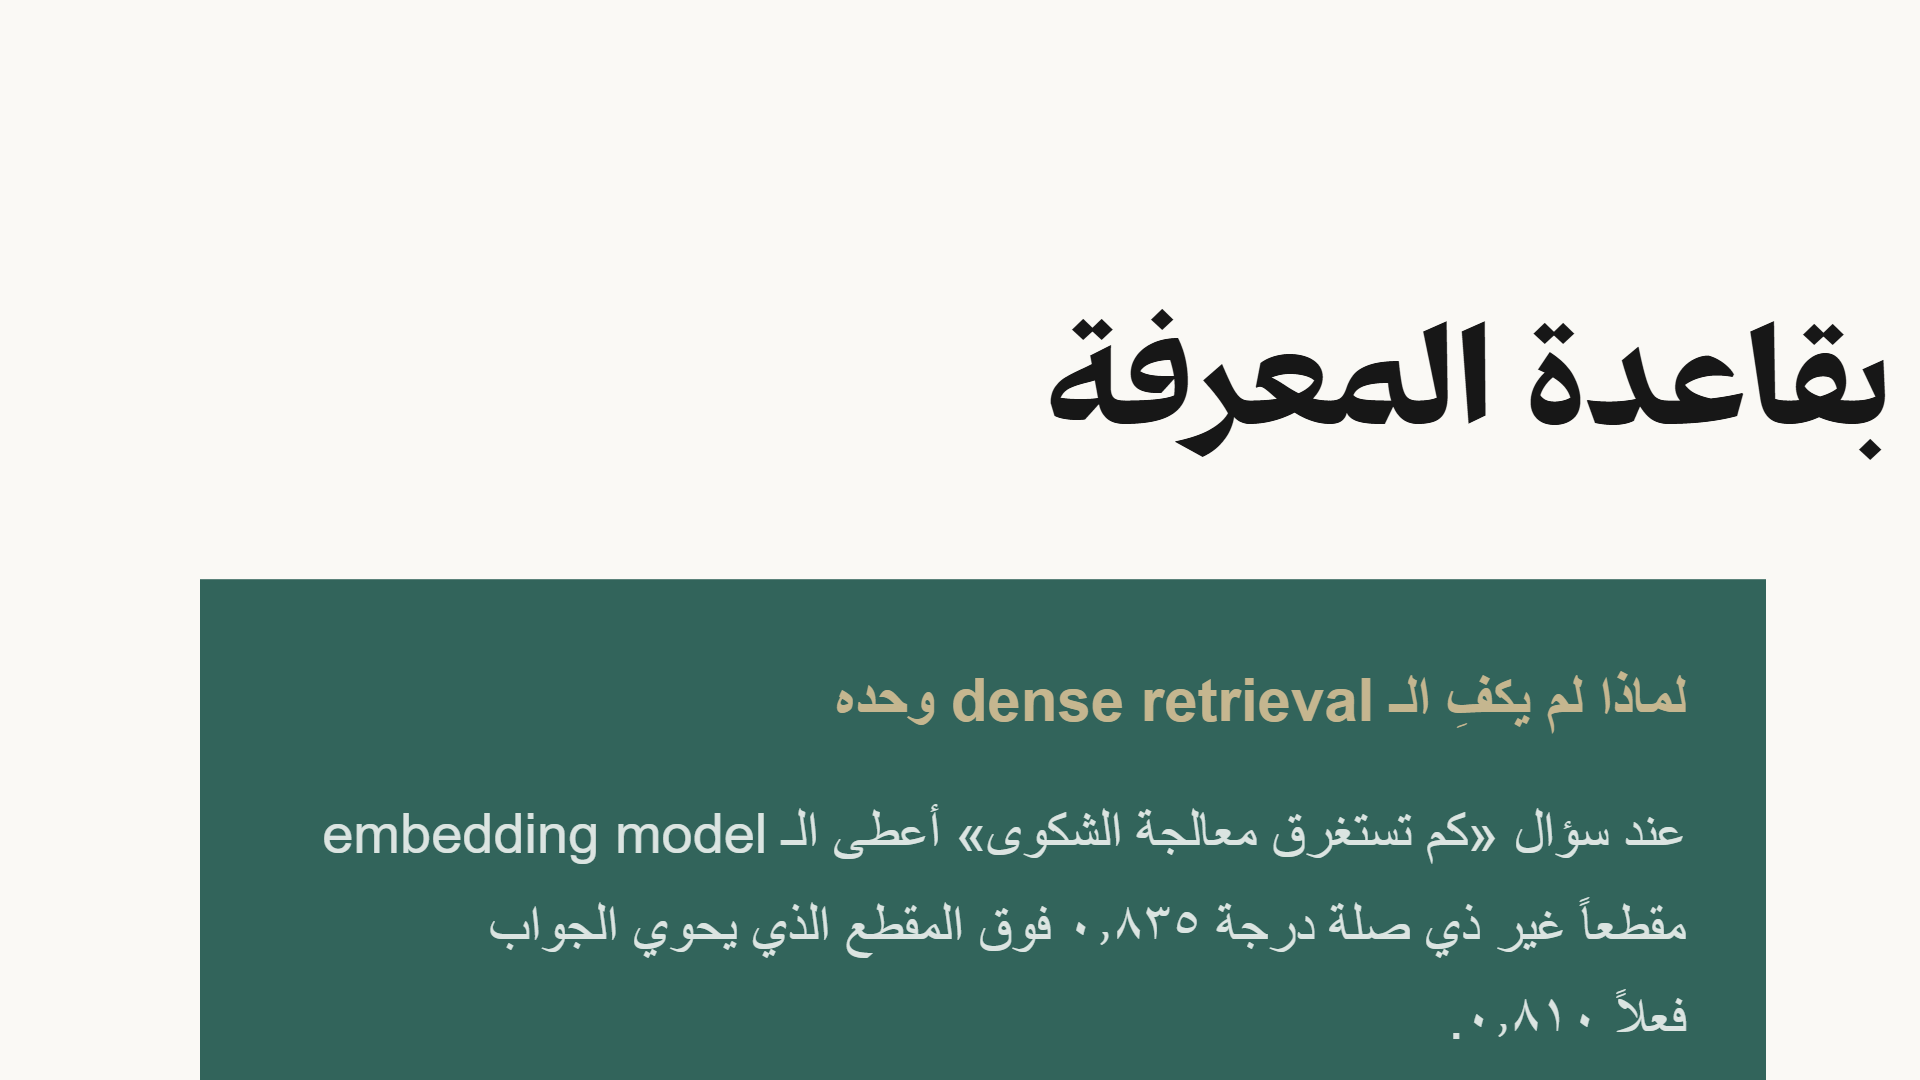 بقاعدة المعرفة
لماذا لم يكفِ الـ dense retrieval وحده
عند سؤال «كم تستغرق معالجة الشكوى» أعطى الـ embedding model
مقطعاً غير ذي صلة درجة ٠,٨٣٥ فوق المقطع الذي يحوي الجواب
فعلاً ٠,٨١٠.